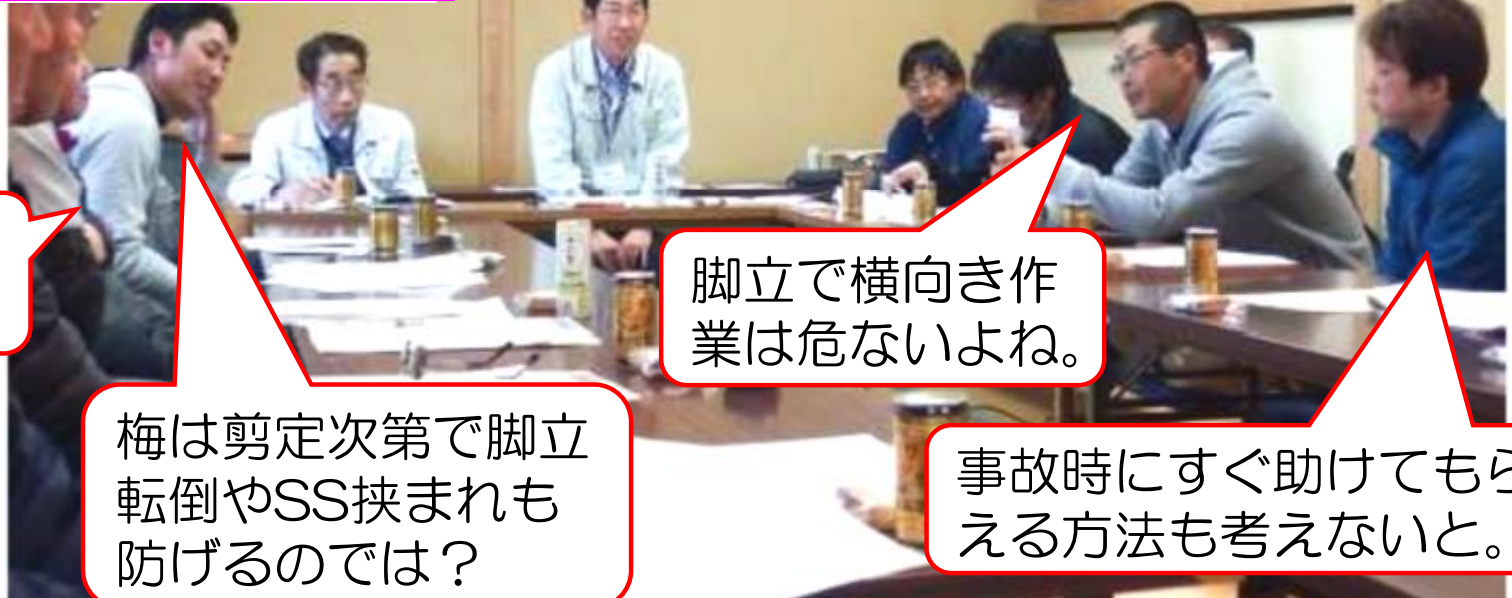 脚立で横向き作
業は危ないよね。
梅は剪定次第で脚立
転倒やSS挟まれも
防げるのでは？
事故時にすぐ助けてもら
える方法も考えないと。